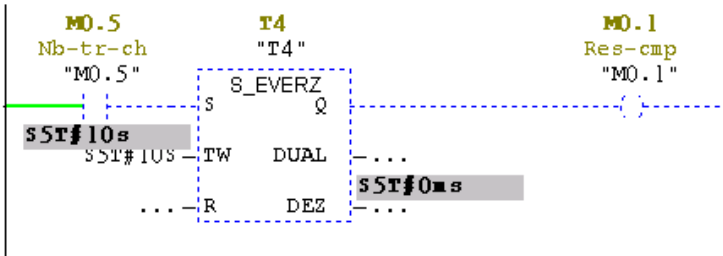 M0.5 T4 M0.1
Nb-tr-ch "T4" Res-cmp
"M0.5" "M0.1"
S_EVERZ
S Q
S5T#10s
S5T#10S TW DUAL ...
S5T#0ms
... R DEZ ...